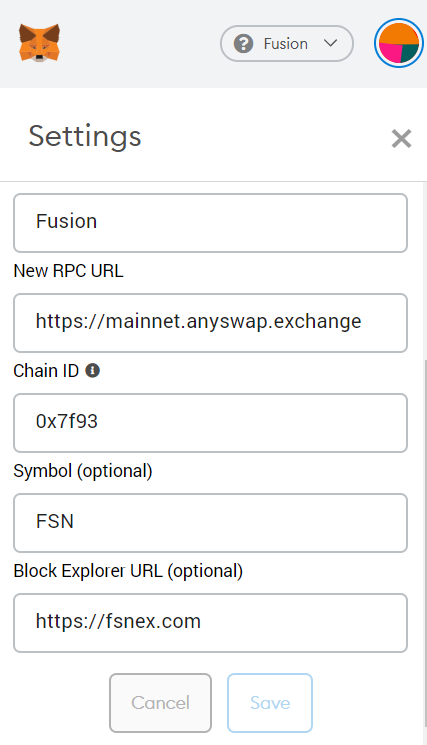 Fusion
Settings
Fusion
New RPC URL
https://mainnet.anyswap.exchange
Chain ID
0x7f93
Symbol (optional)
FSN
Block Explorer URL (optional)
https://fsnex.com
Cancel Save